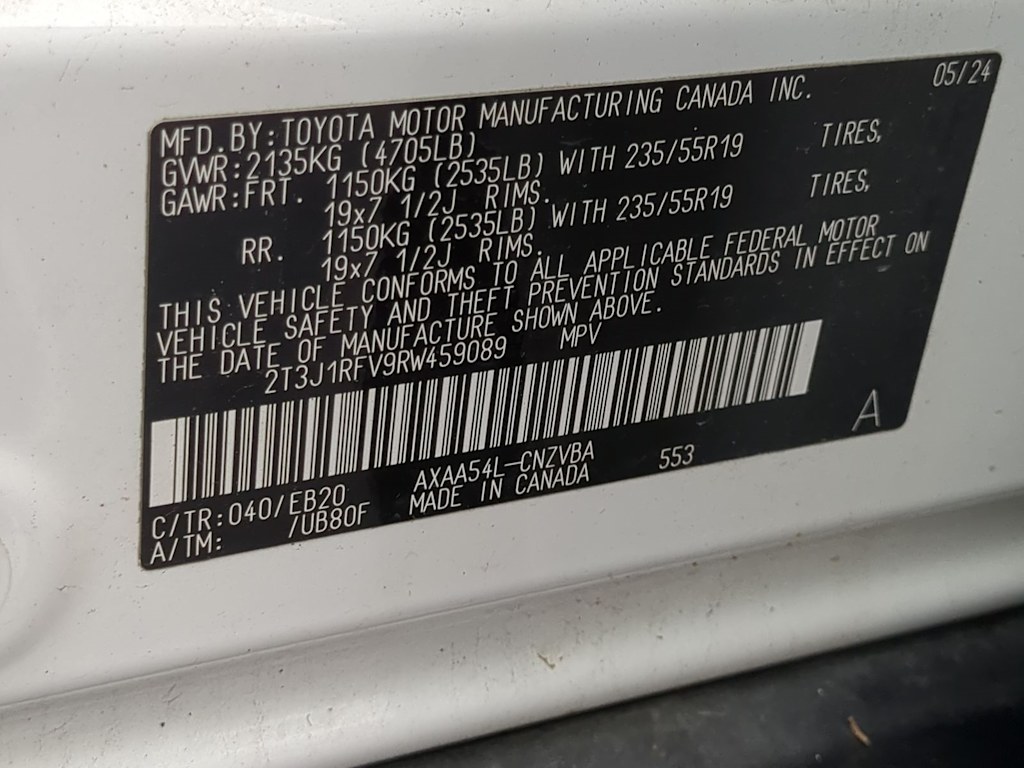 05/24
MFD.BY:TOYOTA MOTOR MANUFACTURING CANADA INC.
GVWR:2135KG (4705LB)
GAWR:FRT. 1150KG (2535LB) WITH 235/55R19 TIRES,
19x7 1/2J RIMS.
RR. 1150KG (2535LB) WITH 235/55R19 TIRES,
19x7 1/2J RIMS.
THIS VEHICLE CONFORMS TO ALL APPLICABLE FEDERAL MOTOR
VEHICLE SAFETY AND THEFT PREVENTION STANDARDS IN EFFECT ON
THE DATE OF MANUFACTURE SHOWN ABOVE.
2T3J1RFV9RW459089 MPV
A
C/TR:040/EB20 AXAA54L-CNZVBA 553
A/TM: /UB80F MADE IN CANADA